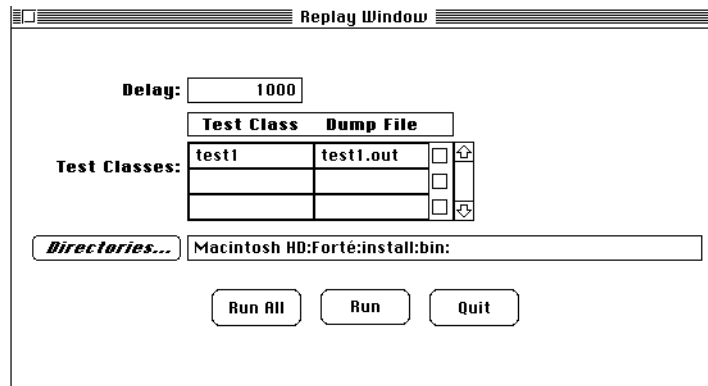 Replay Window
Delay: 1000
Test Class Dump File
Test Classes: test1 test1.out
Directories... Macintosh HD:Forté:install:bin:
Run All Run Quit